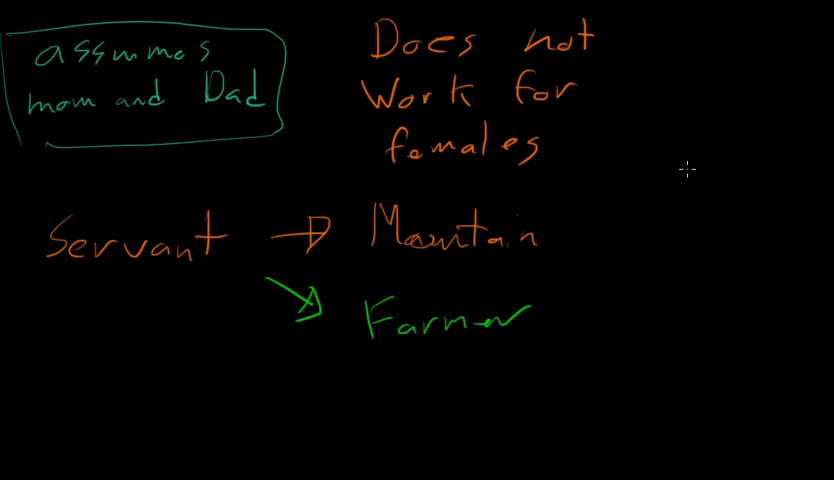 assumes
mom and Dad
Does not
Work for
females
Servant → Mountain
↘ Farmer